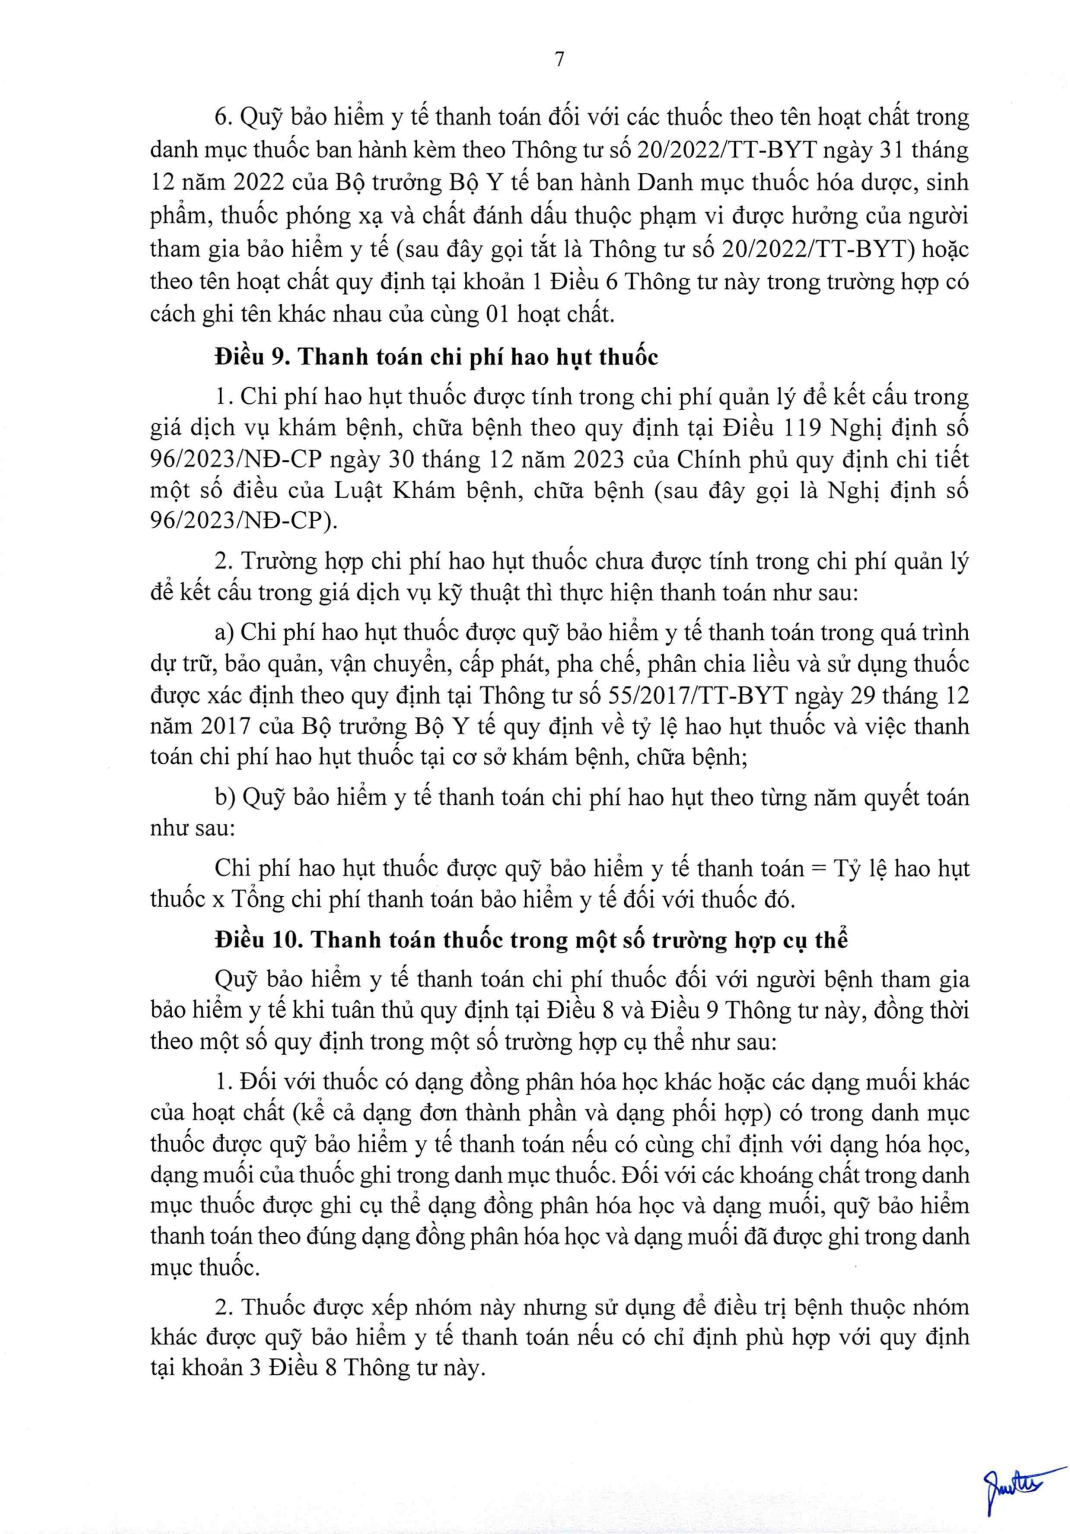 7
6. Quỹ bảo hiểm y tế thanh toán đối với các thuốc theo tên hoạt chất trong
danh mục thuốc ban hành kèm theo Thông tư số 20/2022/TT-BYT ngày 31 tháng
12 năm 2022 của Bộ trưởng Bộ Y tế ban hành Danh mục thuốc hóa dược, sinh
phẩm, thuốc phóng xạ và chất đánh dấu thuộc phạm vi được hưởng của người
tham gia bảo hiểm y tế (sau đây gọi tắt là Thông tư số 20/2022/TT-BYT) hoặc
theo tên hoạt chất quy định tại khoản 1 Điều 6 Thông tư này trong trường hợp có
cách ghi tên khác nhau của cùng 01 hoạt chất.
Điều 9. Thanh toán chi phí hao hụt thuốc
1. Chi phí hao hụt thuốc được tính trong chi phí quản lý để kết cấu trong
giá dịch vụ khám bệnh, chữa bệnh theo quy định tại Điều 119 Nghị định số
96/2023/NĐ-CP ngày 30 tháng 12 năm 2023 của Chính phủ quy định chi tiết
một số điều của Luật Khám bệnh, chữa bệnh (sau đây gọi là Nghị định số
96/2023/NĐ-CP).
2. Trường hợp chi phí hao hụt thuốc chưa được tính trong chi phí quản lý
để kết cấu trong giá dịch vụ kỹ thuật thì thực hiện thanh toán như sau:
a) Chi phí hao hụt thuốc được quỹ bảo hiểm y tế thanh toán trong quá trình
dự trữ, bảo quản, vận chuyển, cấp phát, pha chế, phân chia liều và sử dụng thuốc
được xác định theo quy định tại Thông tư số 55/2017/TT-BYT ngày 29 tháng 12
năm 2017 của Bộ trưởng Bộ Y tế quy định về tỷ lệ hao hụt thuốc và việc thanh
toán chi phí hao hụt thuốc tại cơ sở khám bệnh, chữa bệnh;
b) Quỹ bảo hiểm y tế thanh toán chi phí hao hụt theo từng năm quyết toán
như sau:
Chi phí hao hụt thuốc được quỹ bảo hiểm y tế thanh toán = Tỷ lệ hao hụt
thuốc x Tổng chi phí thanh toán bảo hiểm y tế đối với thuốc đó.
Điều 10. Thanh toán thuốc trong một số trường hợp cụ thể
Quỹ bảo hiểm y tế thanh toán chi phí thuốc đối với người bệnh tham gia
bảo hiểm y tế khi tuân thủ quy định tại Điều 8 và Điều 9 Thông tư này, đồng thời
theo một số quy định trong một số trường hợp cụ thể như sau:
1. Đối với thuốc có dạng đồng phân hóa học khác hoặc các dạng muối khác
của hoạt chất (kể cả dạng đơn thành phần và dạng phối hợp) có trong danh mục
thuốc được quỹ bảo hiểm y tế thanh toán nếu có cùng chỉ định với dạng hóa học,
dạng muối của thuốc ghi trong danh mục thuốc. Đối với các khoáng chất trong danh
mục thuốc được ghi cụ thể dạng đồng phân hóa học và dạng muối, quỹ bảo hiểm
thanh toán theo đúng dạng đồng phân hóa học và dạng muối đã được ghi trong danh
mục thuốc.
2. Thuốc được xếp nhóm này nhưng sử dụng để điều trị bệnh thuộc nhóm
khác được quỹ bảo hiểm y tế thanh toán nếu có chỉ định phù hợp với quy định
tại khoản 3 Điều 8 Thông tư này.